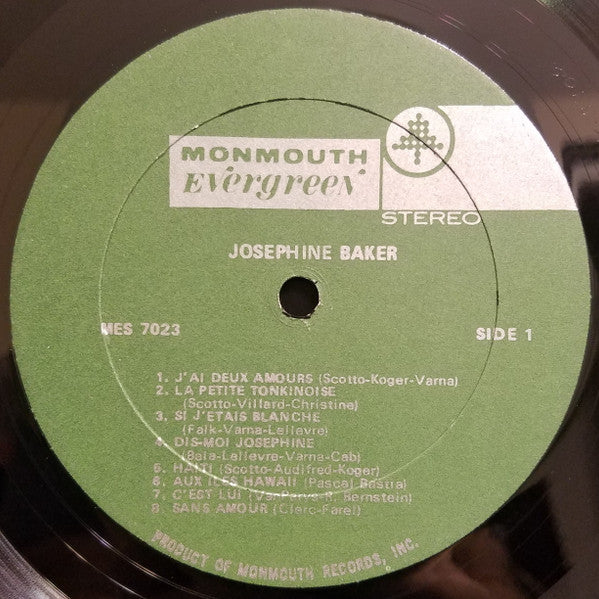 MONMOUTH
Evergreen
STEREO
JOSEPHINE BAKER
MES 7023
SIDE 1
1. J'AI DEUX AMOURS (Scotto-Koger-Varna)
2. LA PETITE TONKINOISE
(Scotto-Villard-Christine)
3. SI J'ETAIS BLANCHE
(Falk-Varna-Lelievre)
4. DIS-MOI JOSEPHINE
(Bela-Lelievre-Varna-Cab)
5. HAITI (Scotto-Audifred-Koger)
6. AUX ILES HAWAII (Pascal Bastia)
7. C'EST LUI Bernstein)
8. SANS AMOUR (Clerc-Farel)
PRODUCT OF MONMOUTH RECORDS, INC.